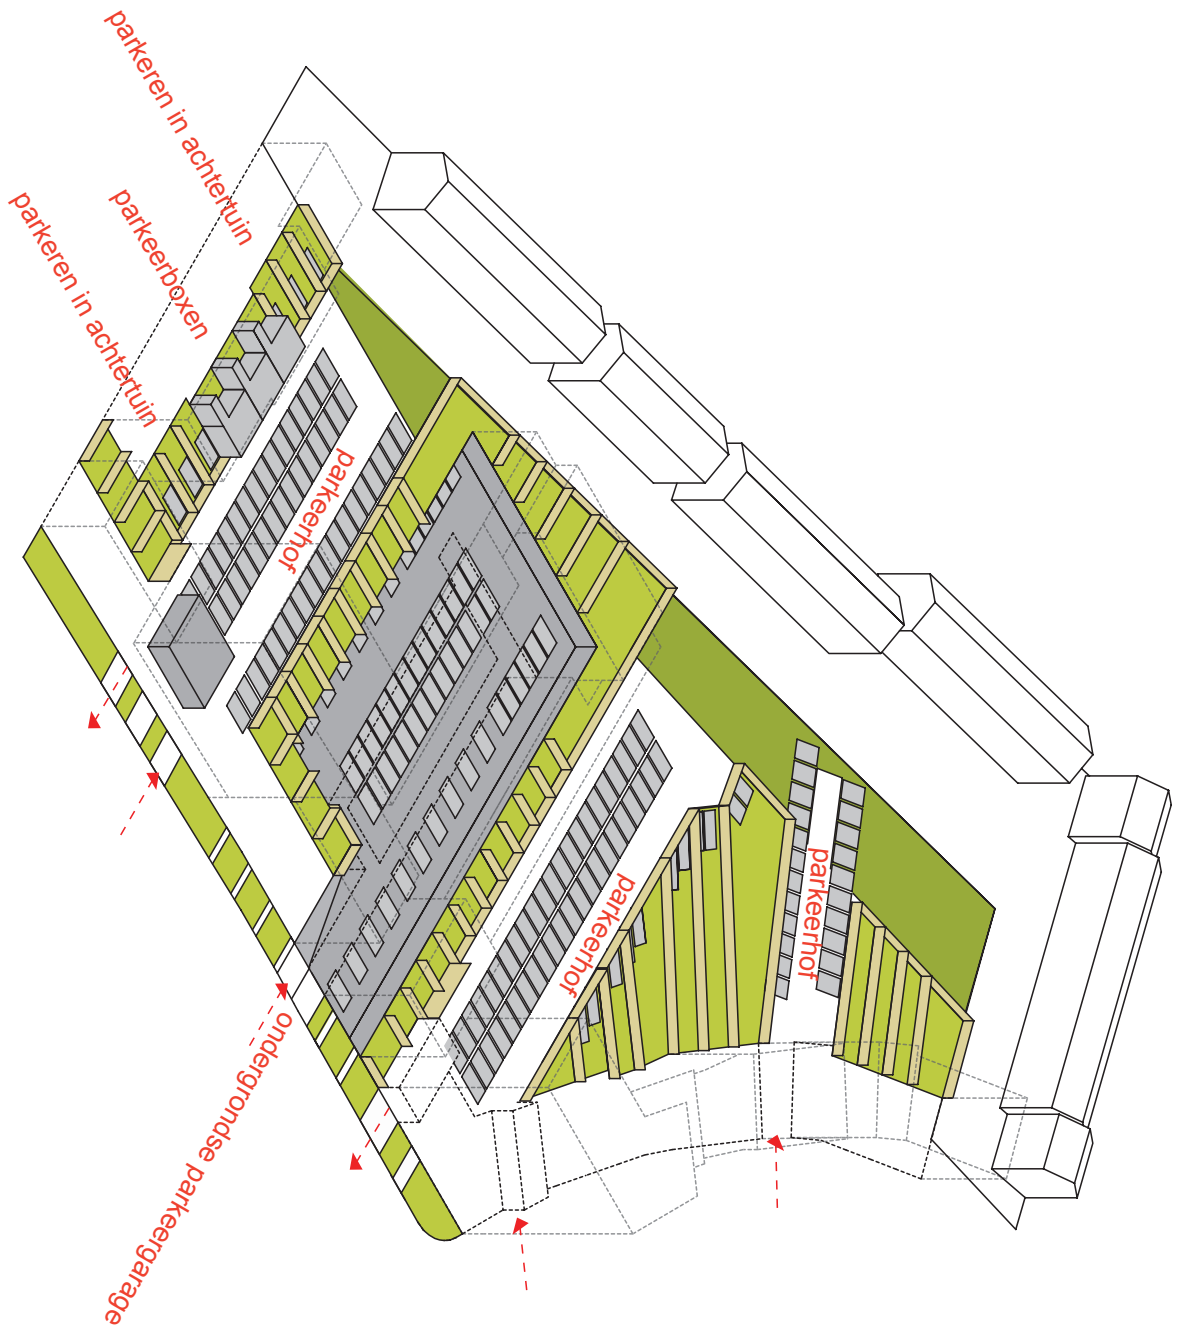 parkeren in achtertuin
parkeerboxen
parkeren in achtertuin
parkeerhof
parkeerhof
parkeerhof
ondergrondse parkeergarage